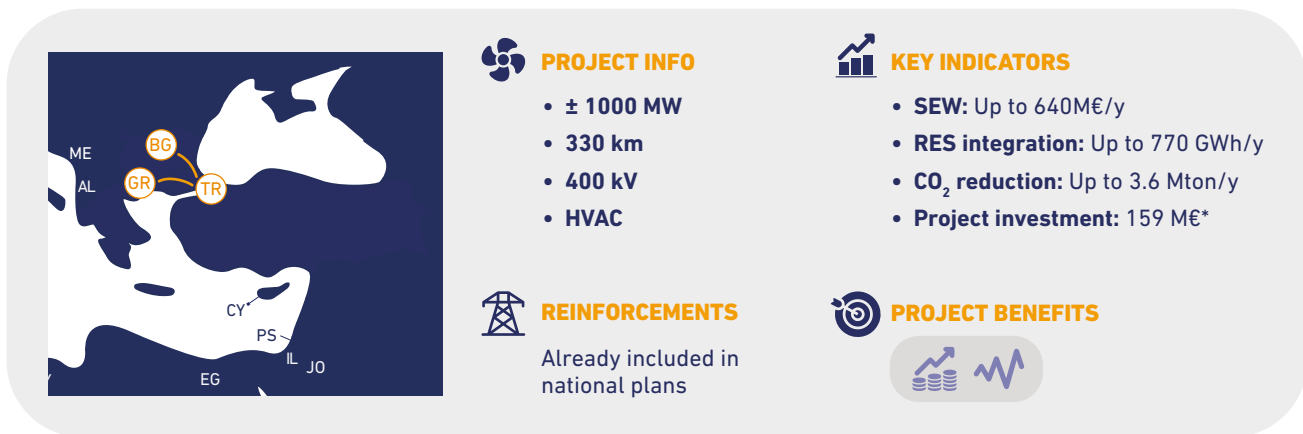 ME
BG
AL
GR
TR
CY
PS
IL
JO
EG
PROJECT INFO
• ± 1000 MW
• 330 km
• 400 kV
• HVAC
KEY INDICATORS
• SEW: Up to 640M€/y
• RES integration: Up to 770 GWh/y
• CO₂ reduction: Up to 3.6 Mton/y
• Project investment: 159 M€*
REINFORCEMENTS
Already included in
national plans
PROJECT BENEFITS